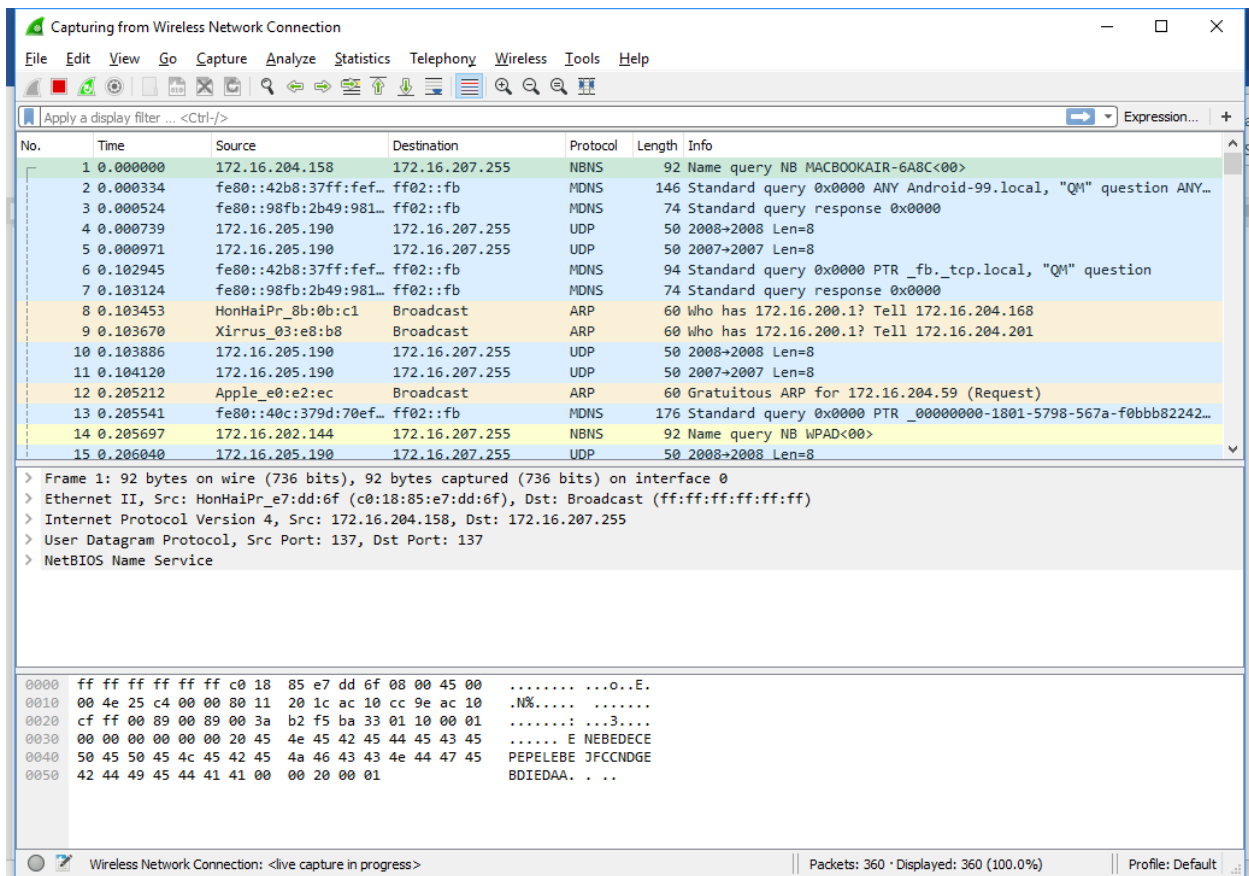 Capturing from Wireless Network Connection
File Edit View Go Capture Analyze Statistics Telephony Wireless Tools Help
Apply a display filter ... <Ctrl-/> Expression... +
No. Time Source Destination Protocol Length Info
1 0.000000 172.16.204.158 172.16.207.255 NBNS 92 Name query NB MACBOOKAIR-6A8C<00>
2 0.000334 fe80::42b8:37ff:fef… ff02::fb MDNS 146 Standard query 0x0000 ANY Android-99.local, "QM" question ANY…
3 0.000524 fe80::98fb:2b49:981… ff02::fb MDNS 74 Standard query response 0x0000
4 0.000739 172.16.205.190 172.16.207.255 UDP 50 2008→2008 Len=8
5 0.000971 172.16.205.190 172.16.207.255 UDP 50 2007→2007 Len=8
6 0.102945 fe80::42b8:37ff:fef… ff02::fb MDNS 94 Standard query 0x0000 PTR _fb._tcp.local, "QM" question
7 0.103124 fe80::98fb:2b49:981… ff02::fb MDNS 74 Standard query response 0x0000
8 0.103453 HonHaiPr_8b:0b:c1 Broadcast ARP 60 Who has 172.16.200.1? Tell 172.16.204.168
9 0.103670 Xirrus_03:e8:b8 Broadcast ARP 60 Who has 172.16.200.1? Tell 172.16.204.201
10 0.103886 172.16.205.190 172.16.207.255 UDP 50 2008→2008 Len=8
11 0.104120 172.16.205.190 172.16.207.255 UDP 50 2007→2007 Len=8
12 0.205212 Apple_e0:e2:ec Broadcast ARP 60 Gratuitous ARP for 172.16.204.59 (Request)
13 0.205541 fe80::40c:379d:70ef… ff02::fb MDNS 176 Standard query 0x0000 PTR _00000000-1801-5798-567a-f0bbb82242…
14 0.205697 172.16.202.144 172.16.207.255 NBNS 92 Name query NB WPAD<00>
15 0.206040 172.16.205.190 172.16.207.255 UDP 50 2008→2008 Len=8
> Frame 1: 92 bytes on wire (736 bits), 92 bytes captured (736 bits) on interface 0
> Ethernet II, Src: HonHaiPr_e7:dd:6f (c0:18:85:e7:dd:6f), Dst: Broadcast (ff:ff:ff:ff:ff:ff)
> Internet Protocol Version 4, Src: 172.16.204.158, Dst: 172.16.207.255
> User Datagram Protocol, Src Port: 137, Dst Port: 137
> NetBIOS Name Service
0000 ff ff ff ff ff ff c0 18 85 e7 dd 6f 08 00 45 00 ........ ...o..E.
0010 00 4e 25 c4 00 00 80 11 20 1c ac 10 cc 9e ac 10 .N%..... .......
0020 cf ff 00 89 00 89 00 3a b2 f5 ba 33 01 10 00 01 .......: ...3....
0030 00 00 00 00 00 00 20 45 4e 45 42 45 44 45 43 45 ...... E NEBEDECE
0040 50 45 50 45 4c 45 42 45 4a 46 43 43 4e 44 47 45 PEPELEBE JFCCNDGE
0050 42 44 49 45 44 41 41 00 00 20 00 01 BDIEDAA. . ..
Wireless Network Connection: <live capture in progress> Packets: 360 · Displayed: 360 (100.0%) Profile: Default